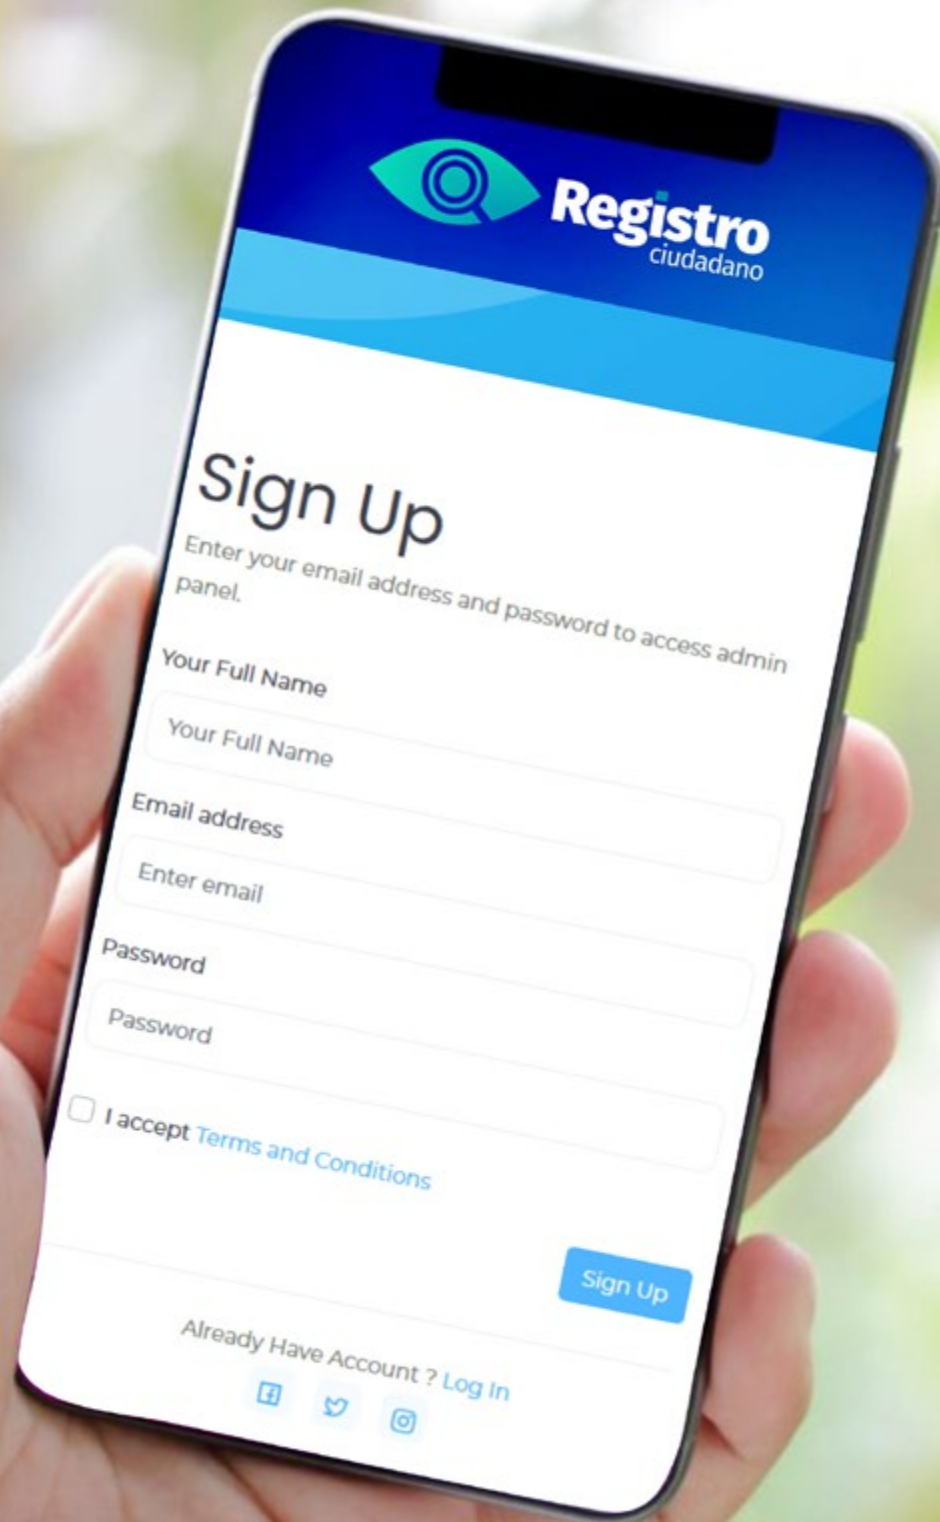 Registro
ciudadano
Sign Up
Enter your email address and password to access admin
panel.
Your Full Name
Your Full Name
Email address
Enter email
Password
Password
I accept Terms and Conditions
Sign Up
Already Have Account ? Log In